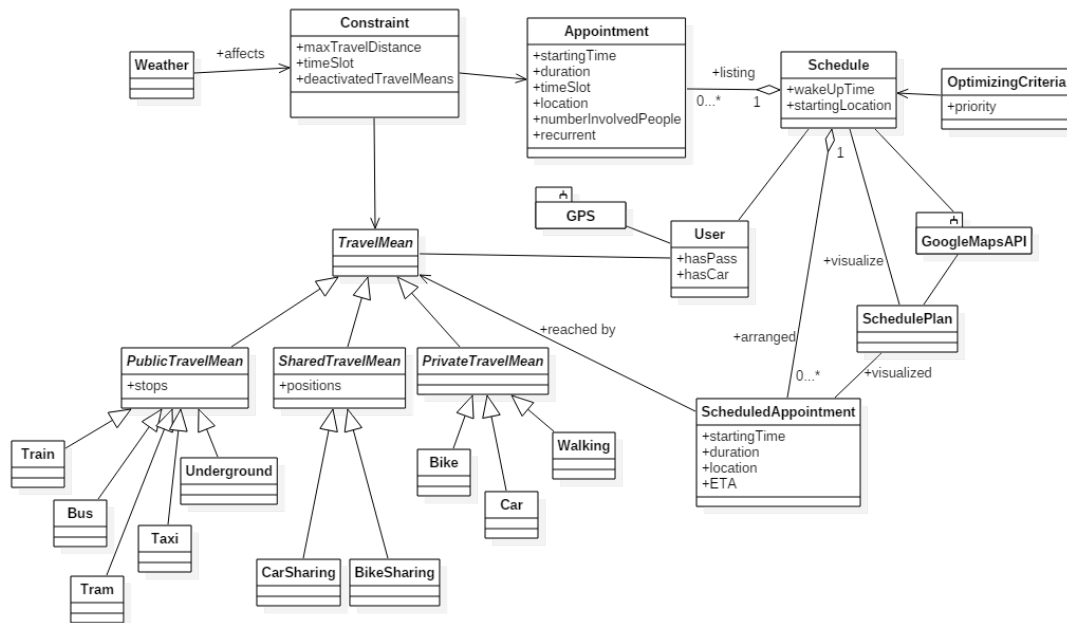 Constraint
+maxTravelDistance
+timeSlot
+deactivatedTravelMeans
Weather
+affects
Appointment
+startingTime
+duration
+timeSlot
+location
+numberInvolvedPeople
+recurrent
+listing
0...*
1
Schedule
+wakeUpTime
+startingLocation
1
OptimizingCriteria
+priority
GPS
User
+hasPass
+hasCar
GoogleMapsAPI
+visualize
SchedulePlan
+visualized
+arranged
0...*
TravelMean
+reached by
PublicTravelMean
+stops
SharedTravelMean
+positions
PrivateTravelMean
ScheduledAppointment
+startingTime
+duration
+location
+ETA
Train
Bus
Tram
Taxi
Underground
CarSharing
BikeSharing
Bike
Car
Walking